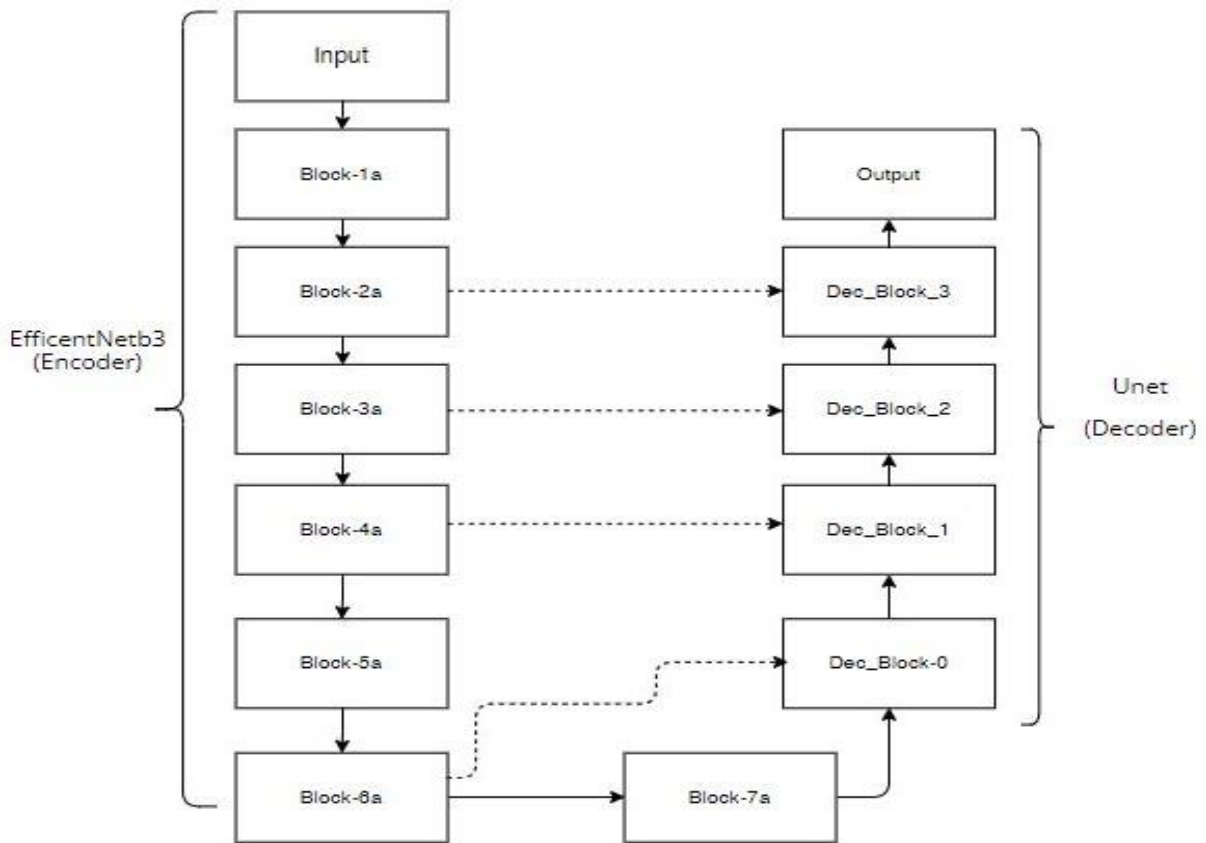 Input
Block-1a
Output
Block-2a
Dec_Block_3
EfficentNetb3
(Encoder)
Block-3a
Dec_Block_2
Unet
(Decoder)
Block-4a
Dec_Block_1
Block-5a
Dec_Block-0
Block-6a
Block-7a